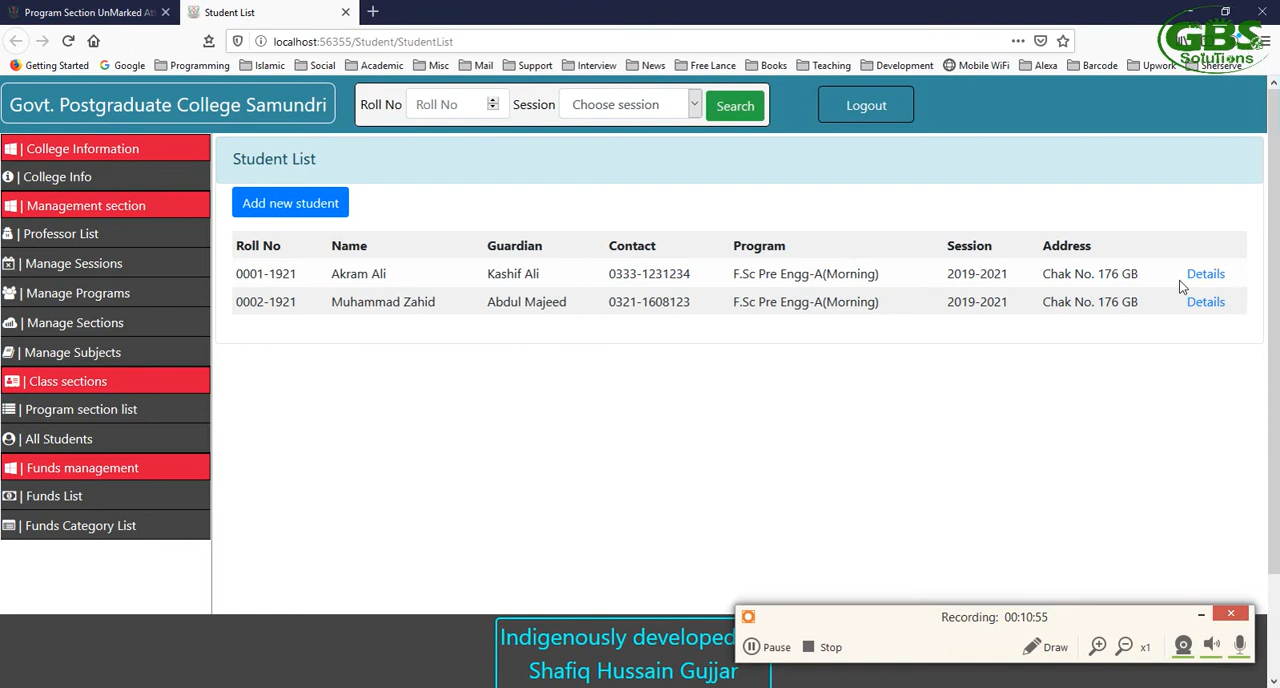 Program Section UnMarked At
Student List
localhost:56355/Student/StudentList
Getting Started
Google
Programming
Islamic
Social
Academic
Misc
Mail
Support
Interview
News
Free Lance
Books
Teaching
Development
Mobile WiFi
Alexa
Barcode
Upwork
Sherserve
GBS
SoluTions
Govt. Postgraduate College Samundri
Roll No
Roll No
Session
Choose session
Search
Logout
| College Information
| College Info
| Management section
| Professor List
| Manage Sessions
| Manage Programs
| Manage Sections
| Manage Subjects
| Class sections
| Program section list
| All Students
| Funds management
| Funds List
| Funds Category List
Student List
Add new student
Roll No Name Guardian Contact Program Session Address
0001-1921 Akram Ali Kashif Ali 0333-1231234 F.Sc Pre Engg-A(Morning) 2019-2021 Chak No. 176 GB Details
0002-1921 Muhammad Zahid Abdul Majeed 0321-1608123 F.Sc Pre Engg-A(Morning) 2019-2021 Chak No. 176 GB Details
Indigenously developed
Shafiq Hussain Gujjar
Recording: 00:10:55
Pause
Stop
Draw
x1